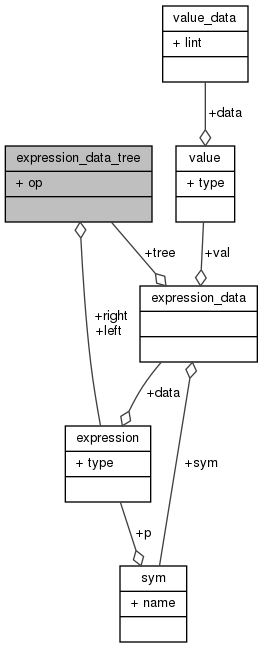 value_data
+ lint
+data
expression_data_tree
+ op
value
+ type
+tree
+val
expression_data
+right
+left
+data
expression
+ type
+sym
+p
sym
+ name